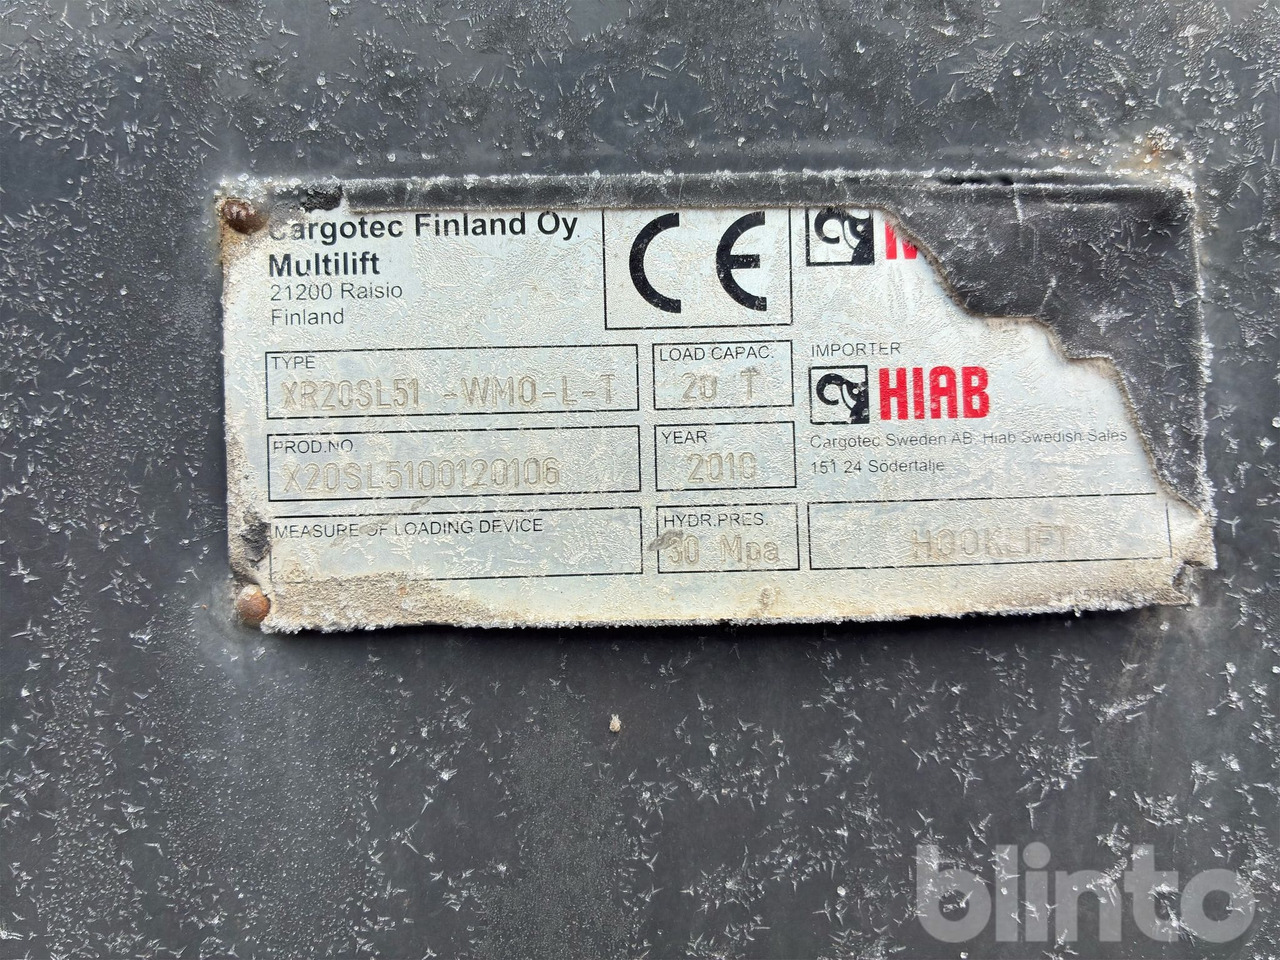 Cargotec Finland Oy
Multilift
21200 Raisio
Finland
CE
TYPE
XR20SL51 -WMO-L-T
LOAD CAPAC.
20 T
PROD.NO.
X20SL5100120106
YEAR
2010
MEASURE OF LOADING DEVICE
HYDR.PRES.
30 Mpa
IMPORTER
HIAB
Cargotec Sweden AB, Hiab Swedish Sales
151 24 Södertalje
HOOKLIFT
blinto